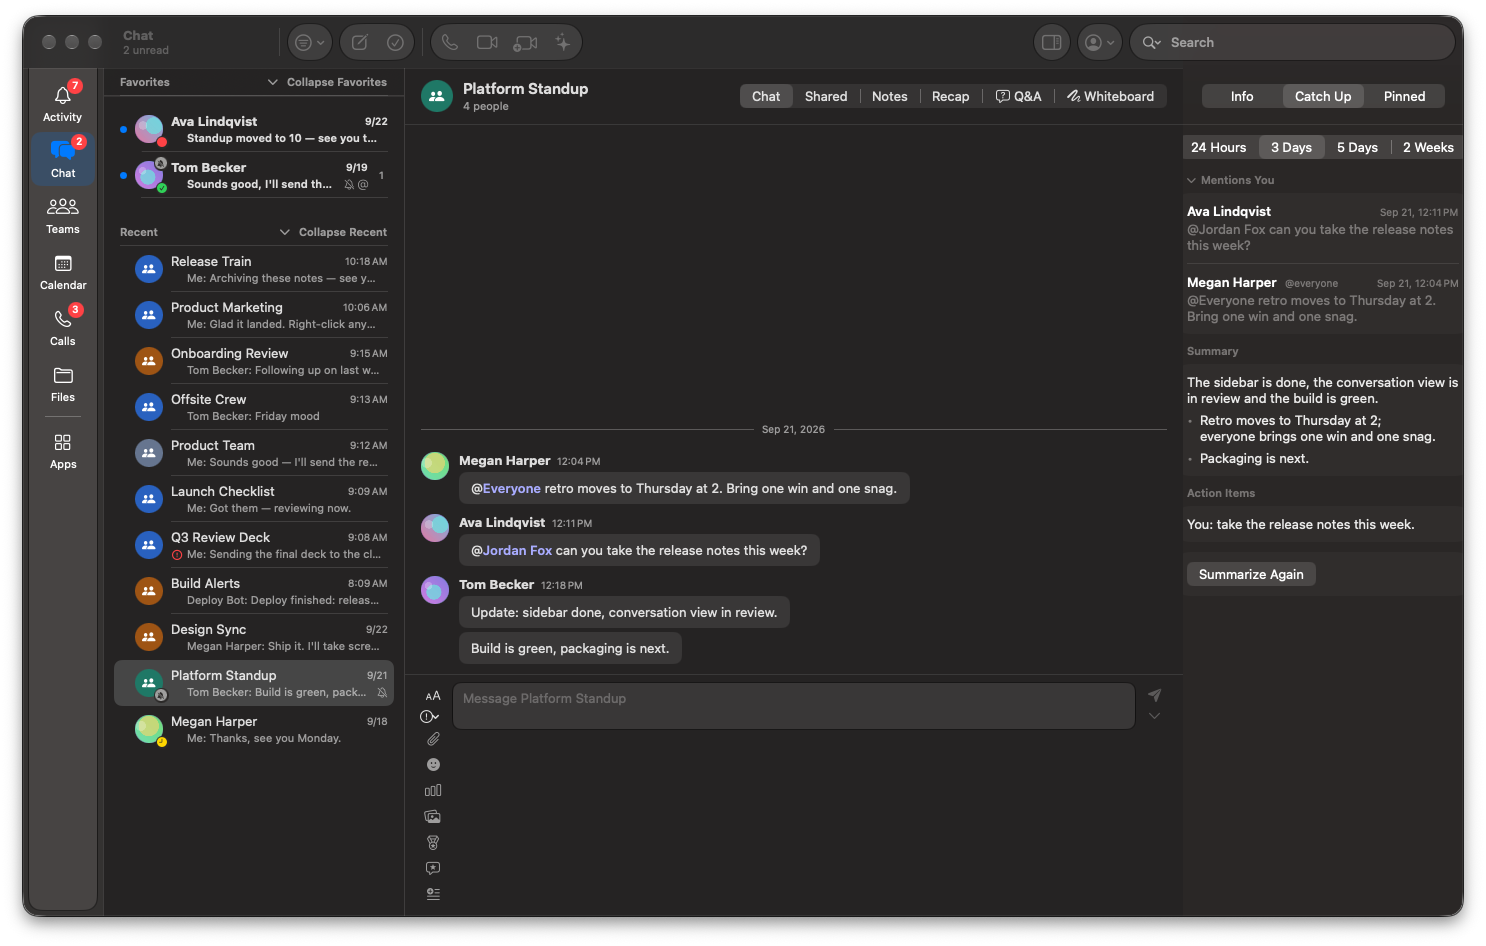 Chat
2 unread
Search
7
Activity
2
Chat
Teams
Calendar
3
Calls
Files
Apps
Favorites
Collapse Favorites
Ava Lindqvist 9/22
Standup moved to 10 — see you t...
Tom Becker 9/19
Sounds good, I'll send th... @ 1
Recent
Collapse Recent
Release Train 10:18 AM
Me: Archiving these notes — see y...
Product Marketing 10:06 AM
Me: Glad it landed. Right-click any...
Onboarding Review 9:15 AM
Tom Becker: Following up on last w...
Offsite Crew 9:13 AM
Tom Becker: Friday mood
Product Team 9:12 AM
Me: Sounds good — I'll send the re...
Launch Checklist 9:09 AM
Me: Got them — reviewing now.
Q3 Review Deck 9:08 AM
Me: Sending the final deck to the cl...
Build Alerts 8:09 AM
Deploy Bot: Deploy finished: releas...
Design Sync 9/22
Megan Harper: Ship it. I'll take scre...
Platform Standup 9/21
Tom Becker: Build is green, pack...
Megan Harper 9/18
Me: Thanks, see you Monday.
Platform Standup
4 people
Chat Shared Notes Recap Q&A Whiteboard
Sep 21, 2026
Megan Harper 12:04 PM
@Everyone retro moves to Thursday at 2. Bring one win and one snag.
Ava Lindqvist 12:11 PM
@Jordan Fox can you take the release notes this week?
Tom Becker 12:18 PM
Update: sidebar done, conversation view in review.
Build is green, packaging is next.
AA
Message Platform Standup
Info Catch Up Pinned
24 Hours 3 Days 5 Days 2 Weeks
Mentions You
Ava Lindqvist Sep 21, 12:11 PM
@Jordan Fox can you take the release notes
this week?
Megan Harper @everyone Sep 21, 12:04 PM
@Everyone retro moves to Thursday at 2.
Bring one win and one snag.
Summary
The sidebar is done, the conversation view is
in review and the build is green.
• Retro moves to Thursday at 2;
everyone brings one win and one snag.
• Packaging is next.
Action Items
You: take the release notes this week.
Summarize Again